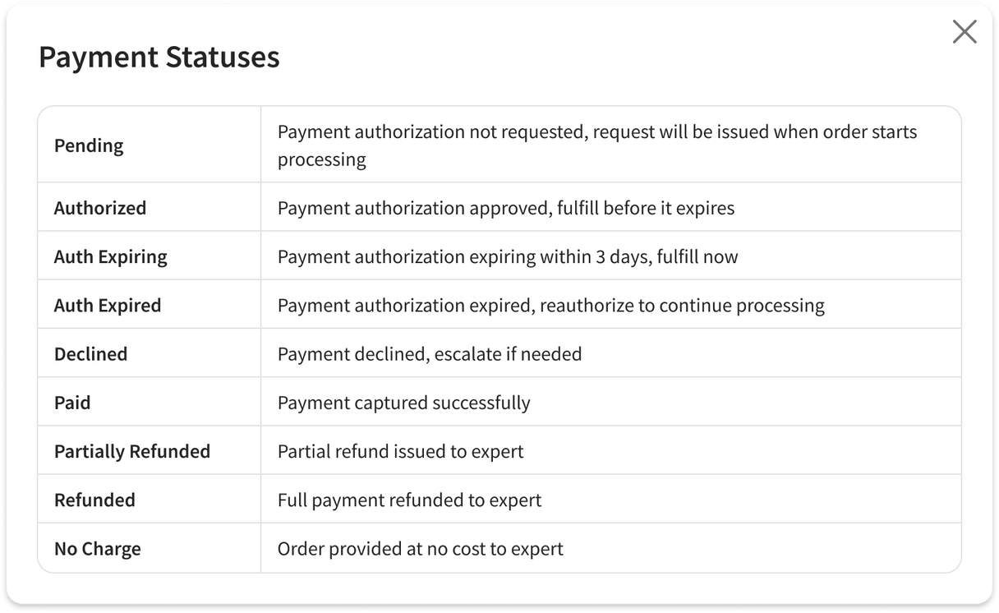 Payment Statuses
Pending
Payment authorization not requested, request will be issued when order starts
processing
Authorized
Payment authorization approved, fulfill before it expires
Auth Expiring
Payment authorization expiring within 3 days, fulfill now
Auth Expired
Payment authorization expired, reauthorize to continue processing
Declined
Payment declined, escalate if needed
Paid
Payment captured successfully
Partially Refunded
Partial refund issued to expert
Refunded
Full payment refunded to expert
No Charge
Order provided at no cost to expert